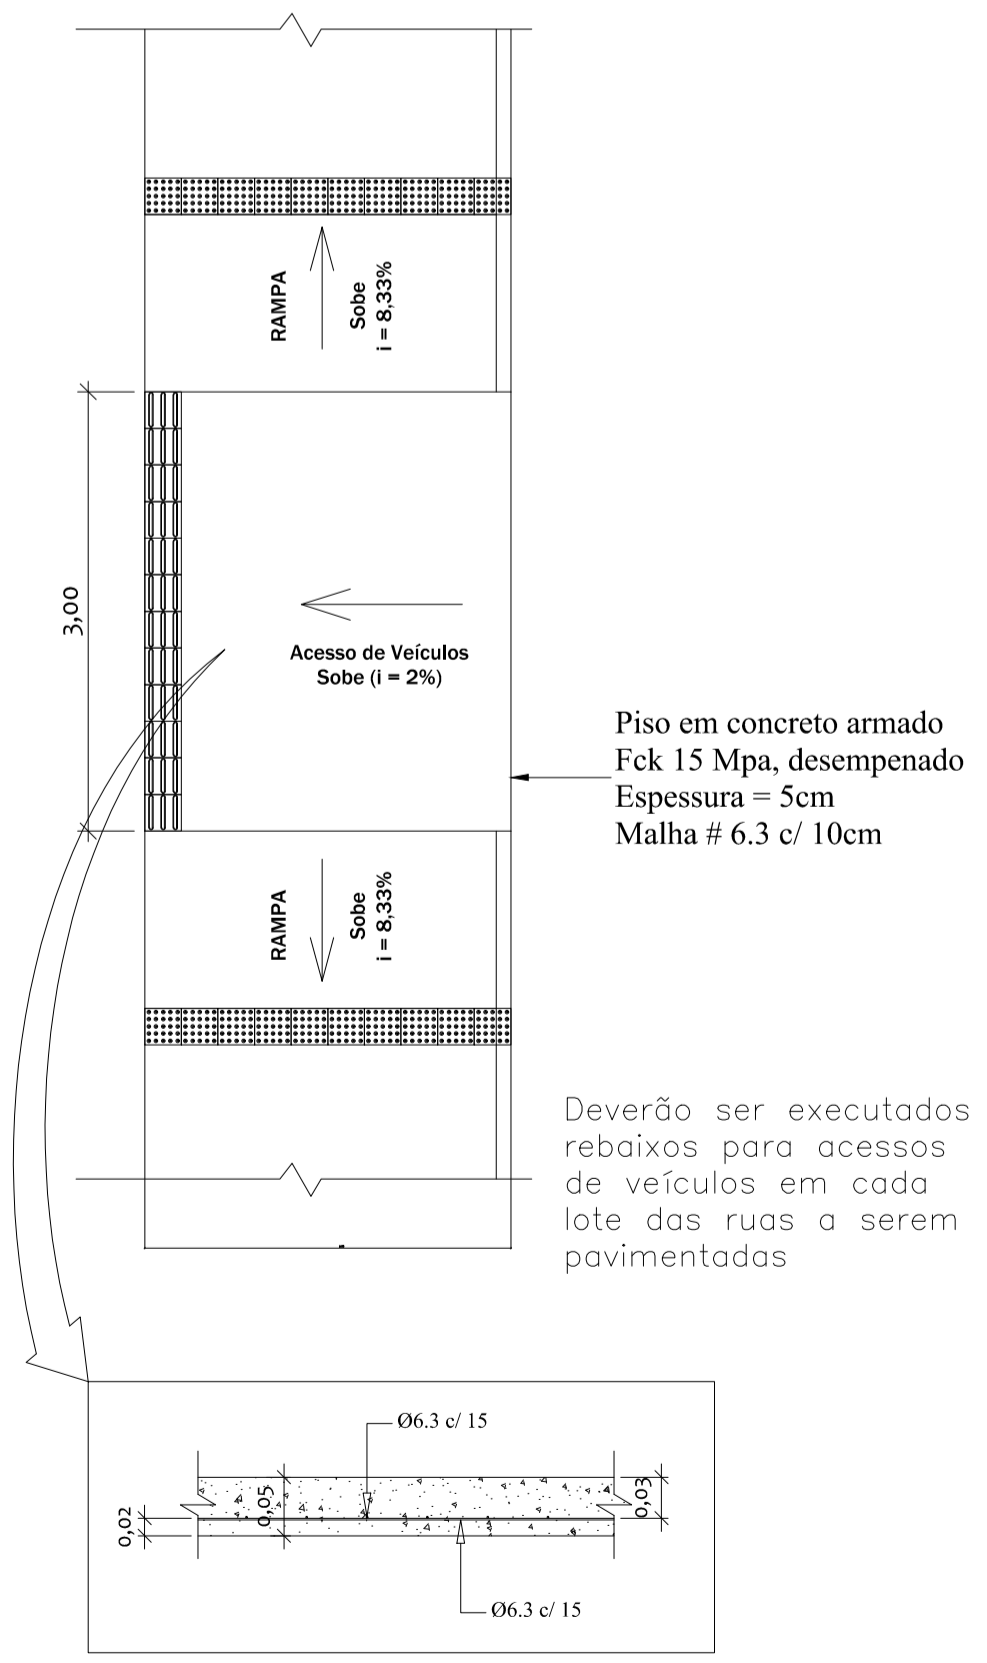 RAMPA
Sobe
i = 8,33%
3,00
Acesso de Veículos
Sobe (i = 2%)
Piso em concreto armado
Fck 15 Mpa, desempenado
Espessura = 5cm
Malha # 6.3 c/ 10cm
RAMPA
Sobe
i = 8,33%
Deverão ser executados
rebaixos para acessos
de veículos em cada
lote das ruas a serem
pavimentadas
Ø6.3 c/ 15
0,02
0,05
0,03
Ø6.3 c/ 15